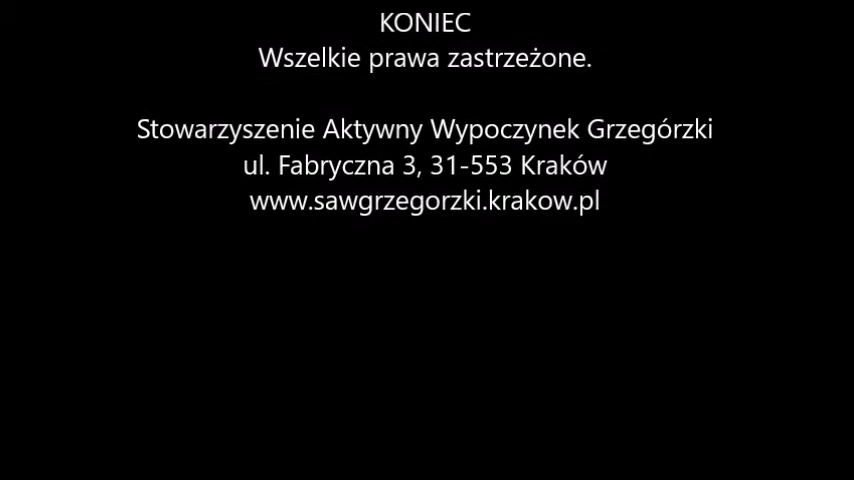 KONIEC
Wszelkie prawa zastrzeżone.
Stowarzyszenie Aktywny Wypoczynek Grzegórzki
ul. Fabryczna 3, 31-553 Kraków
www.sawgrzegorzki.krakow.pl